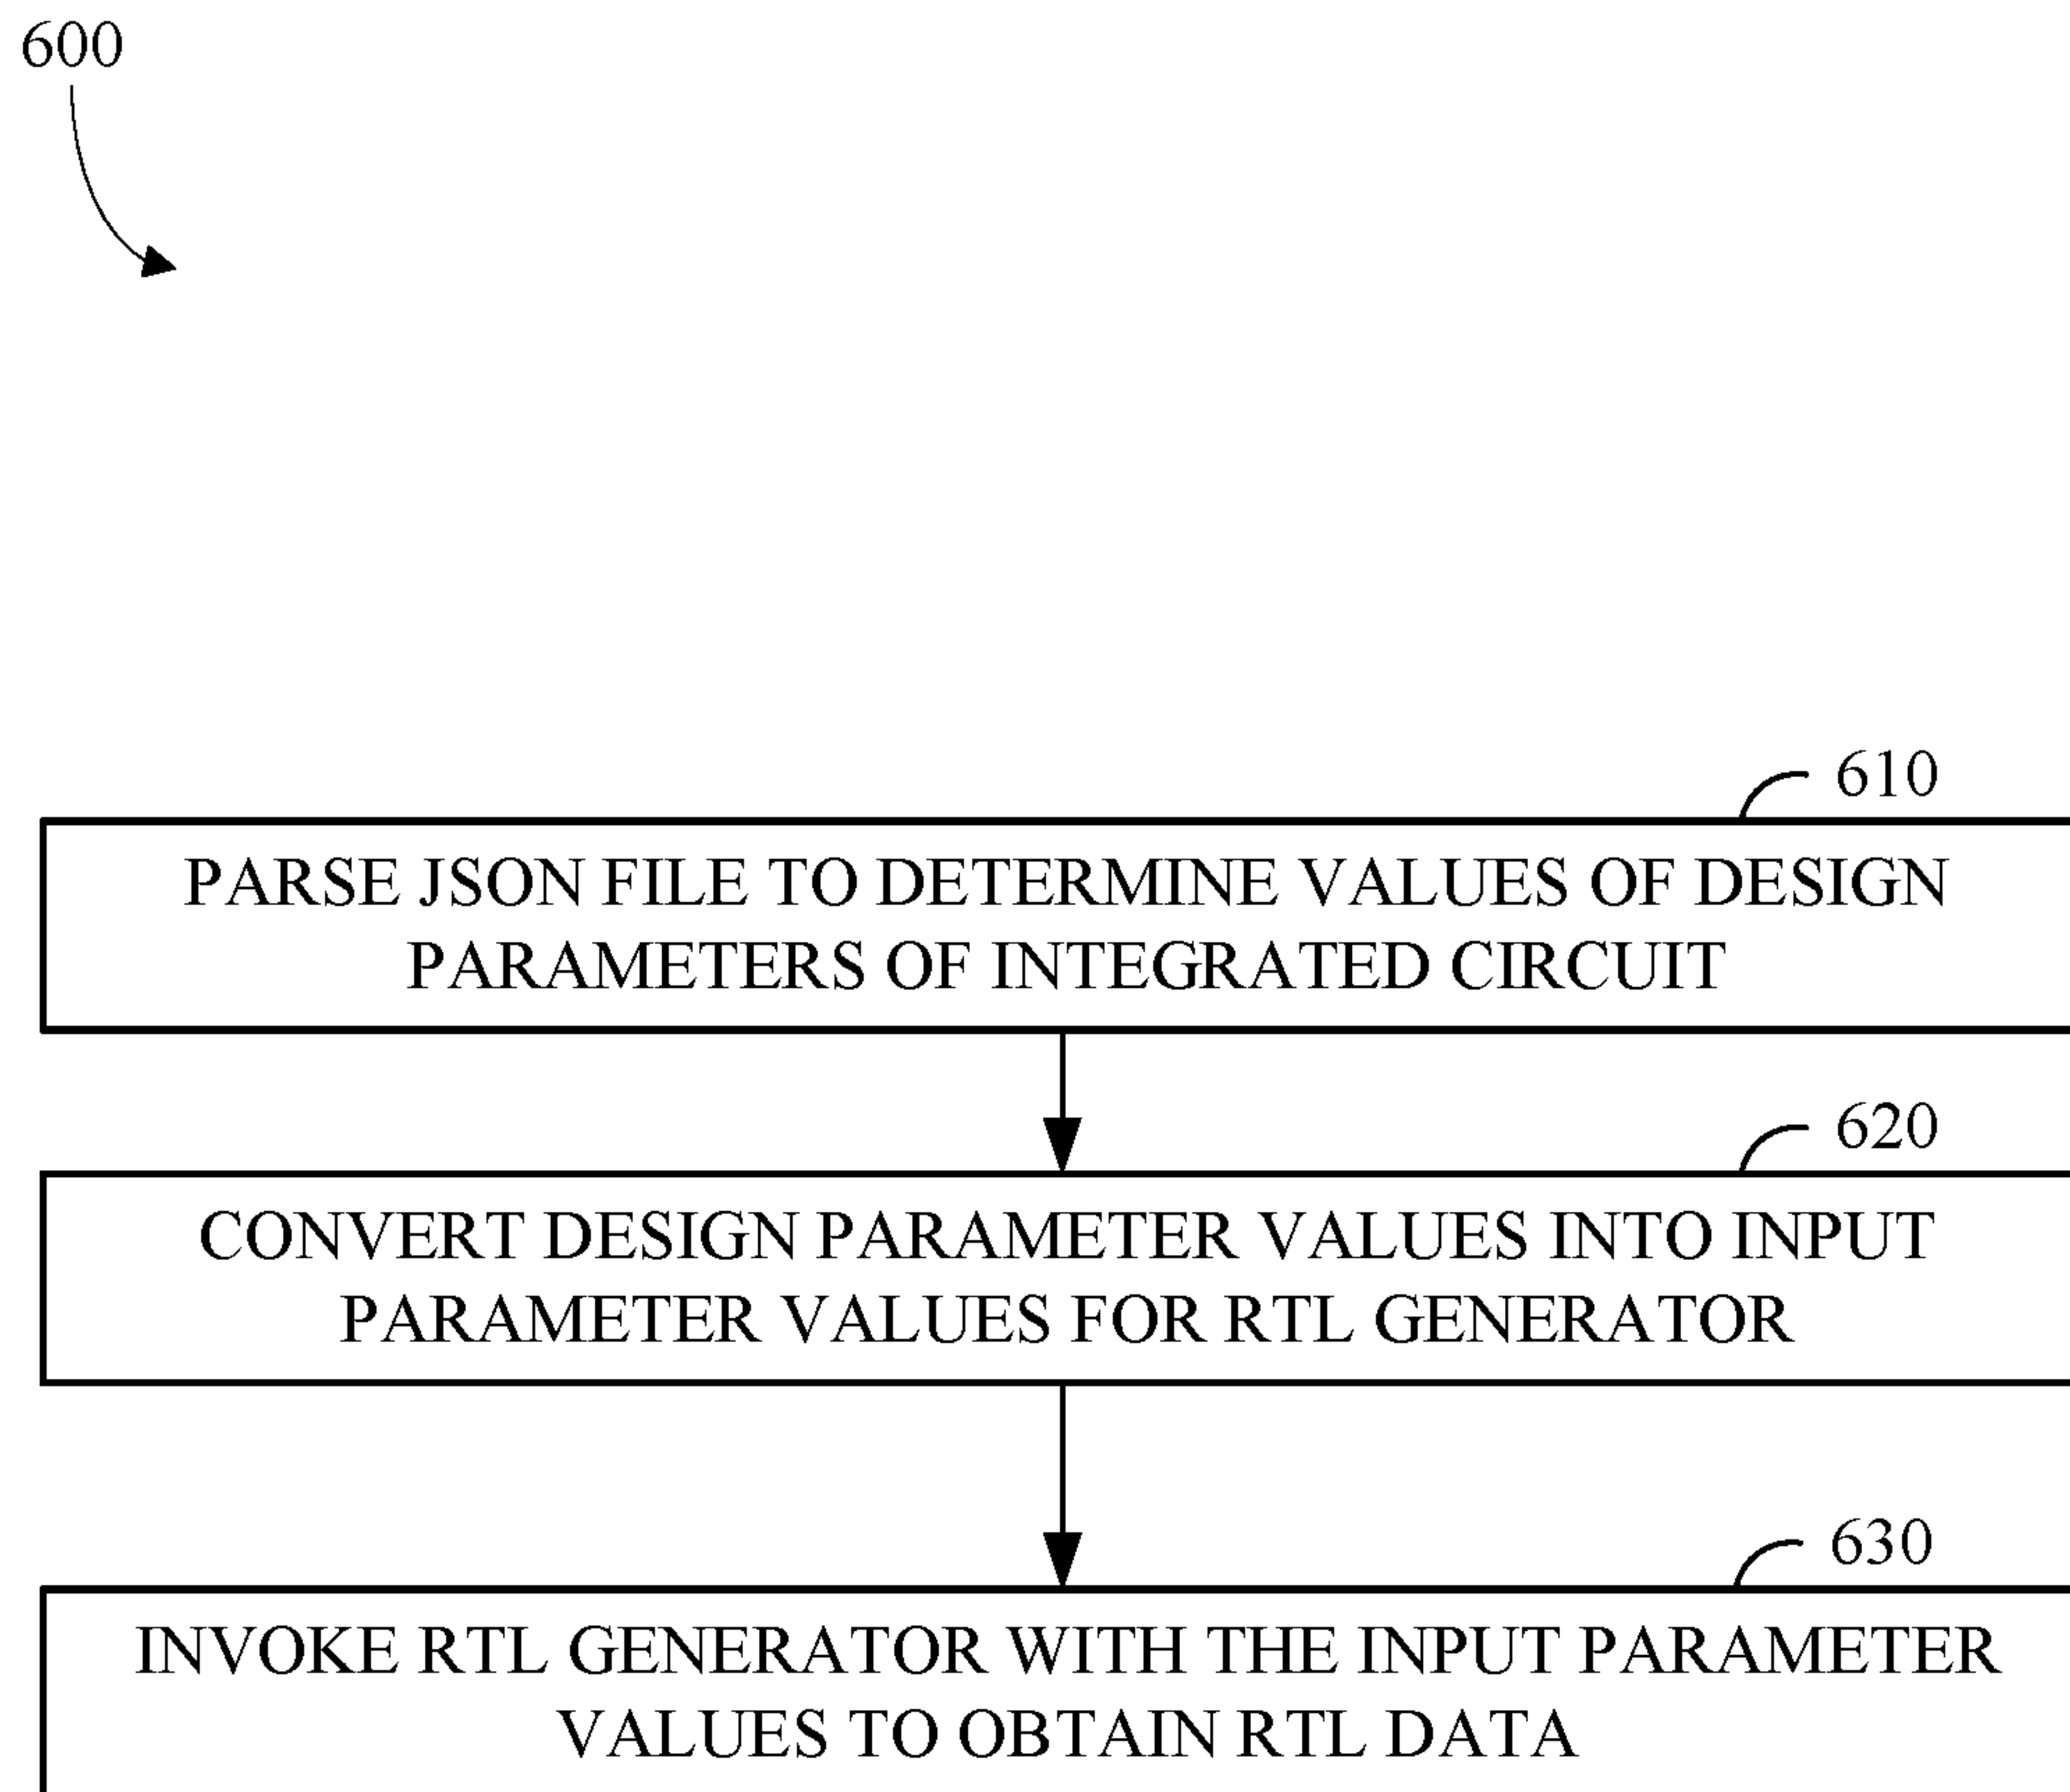 600
610
PARSE JSON FILE TO DETERMINE VALUES OF DESIGN
PARAMETERS OF INTEGRATED CIRCUIT
620
CONVERT DESIGN PARAMETER VALUES INTO INPUT
PARAMETER VALUES FOR RTL GENERATOR
630
INVOKE RTL GENERATOR WITH THE INPUT PARAMETER
VALUES TO OBTAIN RTL DATA